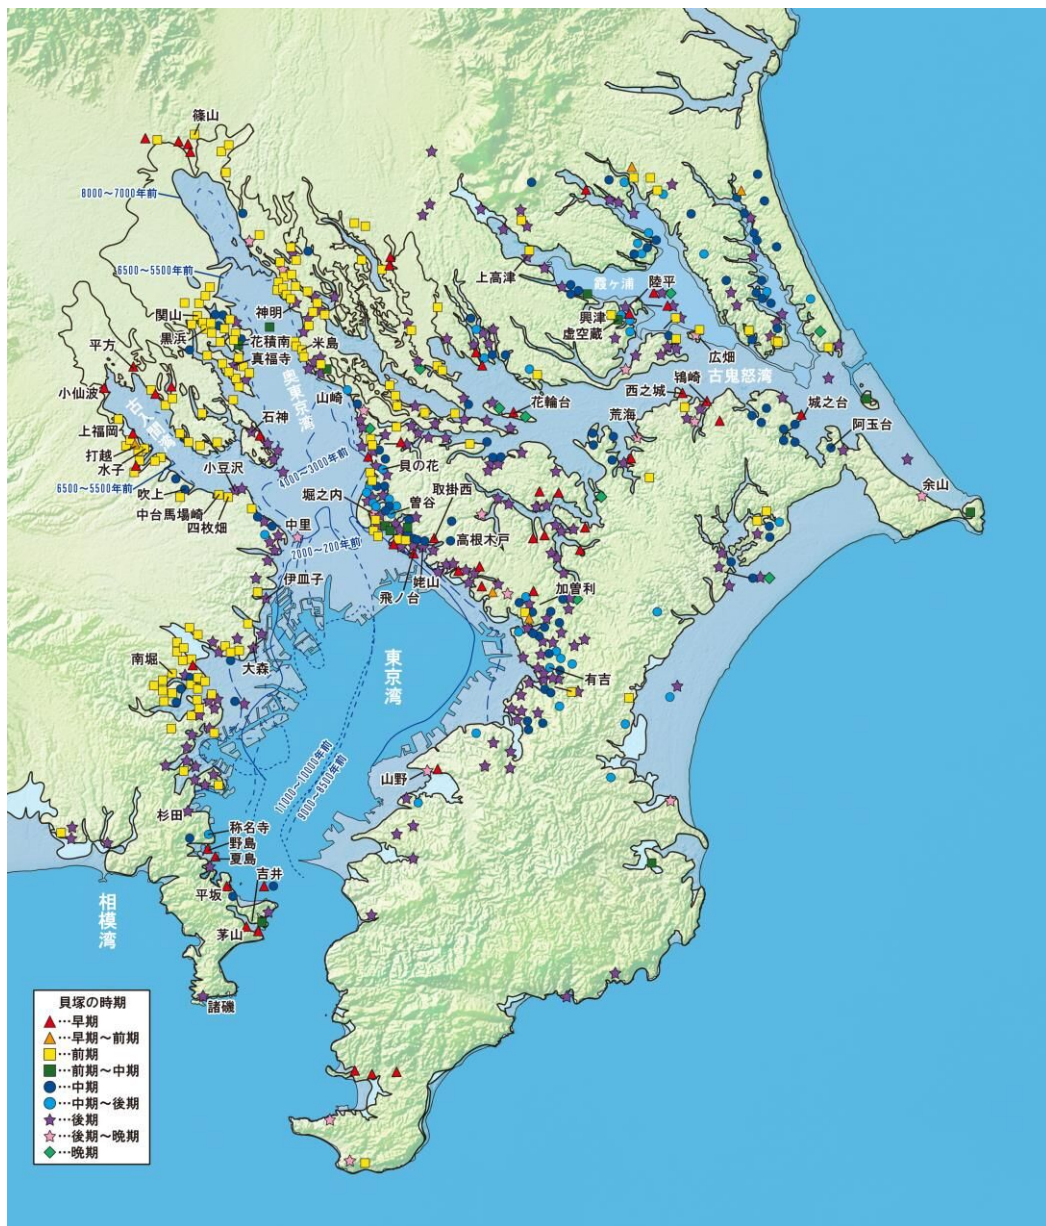 篠山
8000〜7000年前
6500〜5500年前
上高津
霞ヶ浦
陸平
興津
虚空蔵
関山
黒浜
神明
花積南
米島
真福寺
広畑
平方
奥東京湾
鴇崎
古鬼怒湾
小仙波
山崎
西之城
城之台
古入間湾
石神
花輪台
荒海
阿玉台
上福岡
打越
水子
小豆沢
4000〜3000年前
貝の花
6500〜5500年前
取掛西
余山
吹上
堀之内
曽谷
中台馬場崎
四枚畑
中里
高根木戸
2000〜200年前
姥山
伊皿子
飛ノ台
加曽利
南堀
大森
東京湾
有吉
11000〜10000年前
9000〜8500年前
山野
杉田
称名寺
野島
夏島
吉井
平坂
相模湾
茅山
諸磯
貝塚の時期
…早期
…早期〜前期
…前期
…前期〜中期
…中期
…中期〜後期
…後期
…後期〜晩期
…晩期